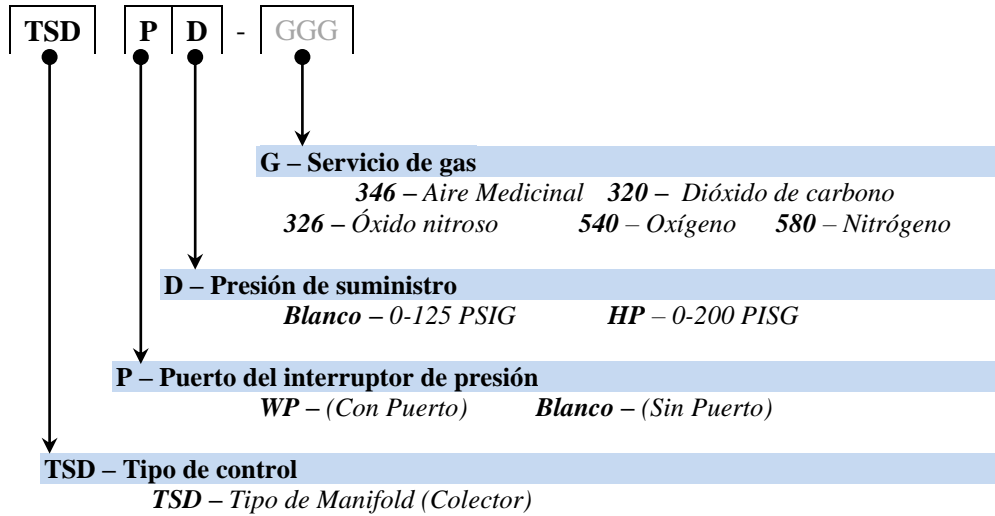 TSD P D - GGG
G – Servicio de gas
346 – Aire Medicinal 320 – Dióxido de carbono
326 – Óxido nitroso 540 – Oxígeno 580 – Nitrógeno
D – Presión de suministro
Blanco – 0-125 PSIG HP – 0-200 PISG
P – Puerto del interruptor de presión
WP – (Con Puerto) Blanco – (Sin Puerto)
TSD – Tipo de control
TSD – Tipo de Manifold (Colector)